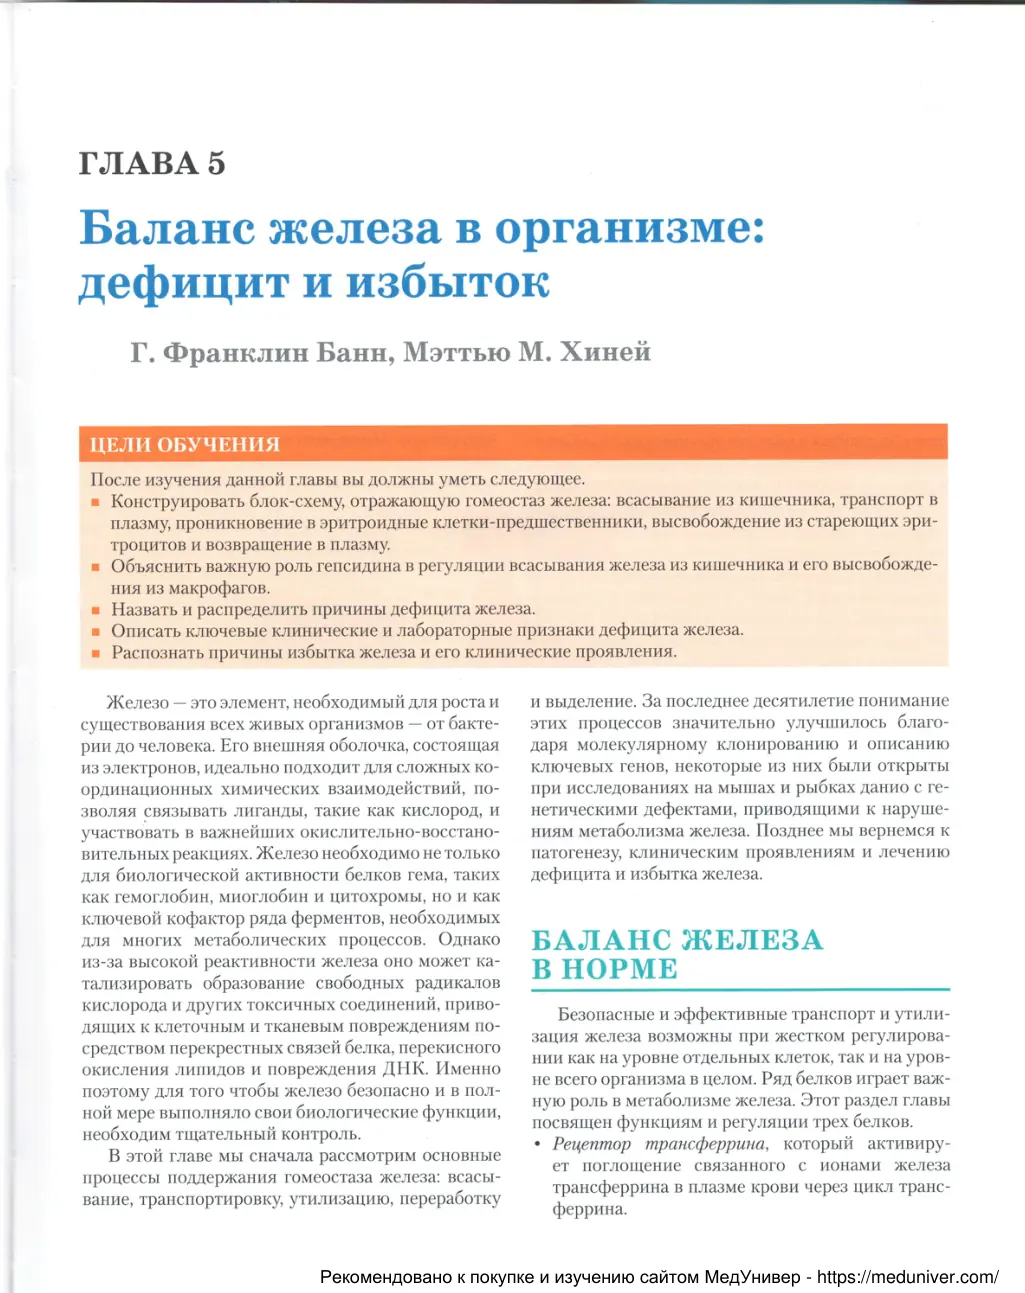 ГЛАВА 5
Баланс железа в организме:
дефицит и избыток
Г. Франклин Банн, Мэттью М. Хиней
ЦЕЛИ ОБУЧЕНИЯ
После изучения данной главы вы должны уметь следующее.
▪ Конструировать блок-схему, отражающую гомеостаз железа: всасывание из кишечника, транспорт в
плазму, проникновение в эритроидные клетки-предшественники, высвобождение из стареющих эри-
троцитов и возвращение в плазму.
▪ Объяснить важную роль гепсидина в регуляции всасывания железа из кишечника и его высвобожде-
ния из макрофагов.
▪ Назвать и распределить причины дефицита железа.
▪ Описать ключевые клинические и лабораторные признаки дефицита железа.
▪ Распознать причины избытка железа и его клинические проявления.
Железо — это элемент, необходимый для роста и
существования всех живых организмов — от бакте-
рии до человека. Его внешняя оболочка, состоящая
из электронов, идеально подходит для сложных ко-
ординационных химических взаимодействий, по-
зволяя связывать лиганды, такие как кислород, и
участвовать в важнейших окислительно-восстано-
вительных реакциях. Железо необходимо не только
для биологической активности белков гема, таких
как гемоглобин, миоглобин и цитохромы, но и как
ключевой кофактор ряда ферментов, необходимых
для многих метаболических процессов. Однако
из-за высокой реактивности железа оно может ка-
тализировать образование свободных радикалов
кислорода и других токсичных соединений, приво-
дящих к клеточным и тканевым повреждениям по-
средством перекрестных связей белка, перекисного
окисления липидов и повреждения ДНК. Именно
поэтому для того чтобы железо безопасно и в пол-
ной мере выполняло свои биологические функции,
необходим тщательный контроль.
В этой главе мы сначала рассмотрим основные
процессы поддержания гомеостаза железа: всасы-
вание, транспортировку, утилизацию, переработку
и выделение. За последнее десятилетие понимание
этих процессов значительно улучшилось благо-
даря молекулярному клонированию и описанию
ключевых генов, некоторые из них были открыты
при исследованиях на мышах и рыбках данио с ге-
нетическими дефектами, приводящими к наруше-
ниям метаболизма железа. Позднее мы вернемся к
патогенезу, клиническим проявлениям и лечению
дефицита и избытка железа.
БАЛАНС ЖЕЛЕЗА
В НОРМЕ
Безопасные и эффективные транспорт и утили-
зация железа возможны при жестком регулирова-
нии как на уровне отдельных клеток, так и на уров-
не всего организма в целом. Ряд белков играет важ-
ную роль в метаболизме железа. Этот раздел главы
посвящен функциям и регуляции трех белков.
• Рецептор трансферрина, который активиру-
ет поглощение связанного с ионами железа
трансферрина в плазме крови через цикл транс-
феррина.
Рекомендовано к покупке и изучению сайтом МедУнивер - https://meduniver.com/